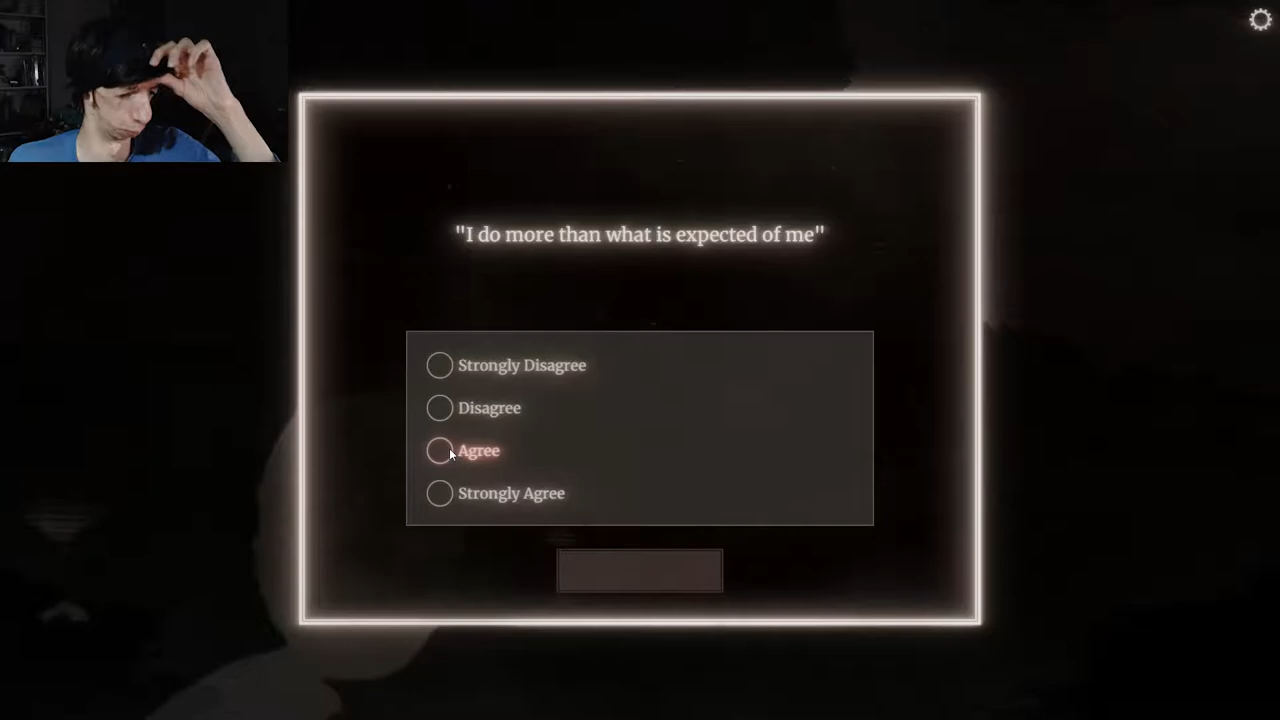 "I do more than what is expected of me"
Strongly Disagree
Disagree
Agree
Strongly Agree